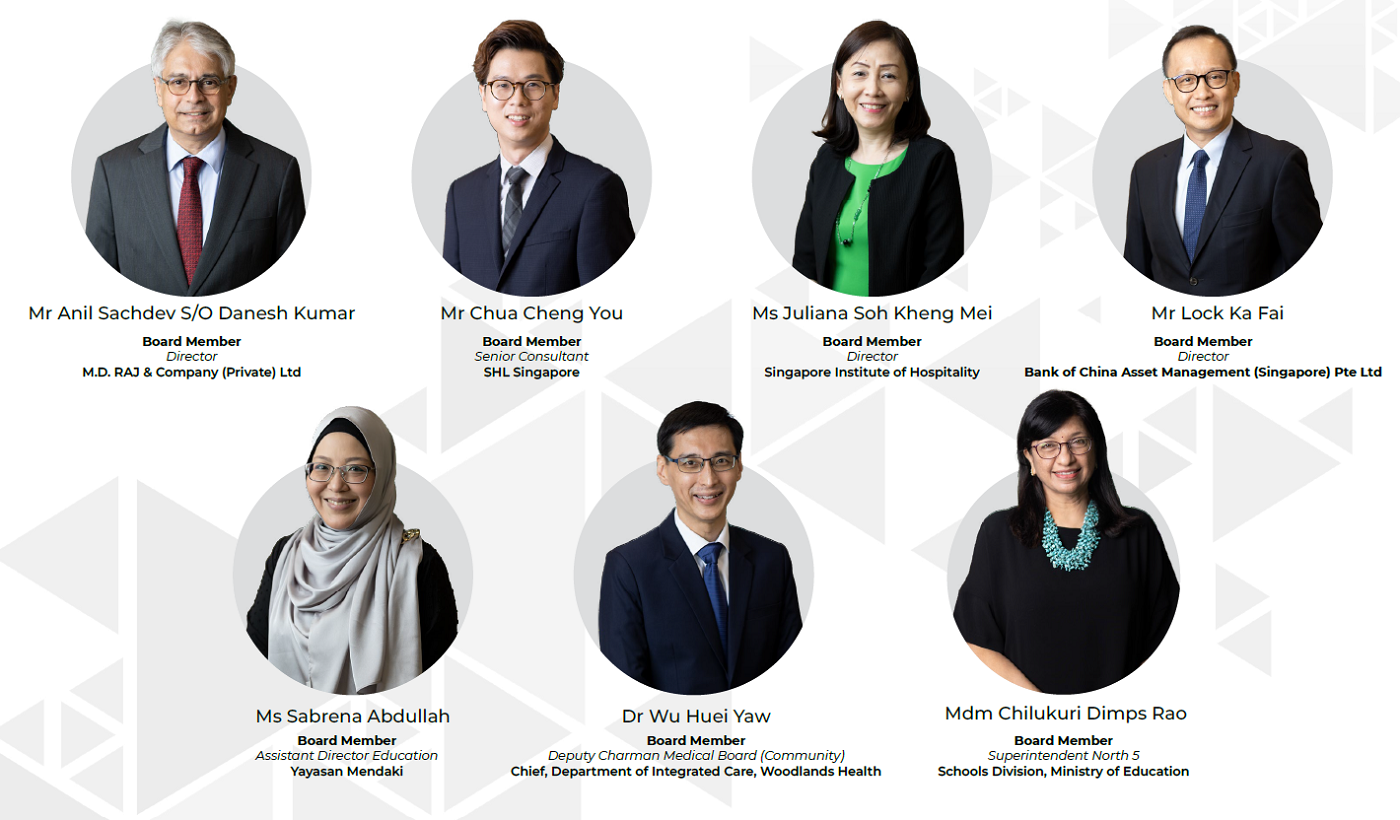 Mr Anil Sachdev S/O Danesh Kumar
Board Member
Director
M.D. RAJ & Company (Private) Ltd
Mr Chua Cheng You
Board Member
Senior Consultant
SHL Singapore
Ms Juliana Soh Kheng Mei
Board Member
Director
Singapore Institute of Hospitality
Mr Lock Ka Fai
Board Member
Director
Bank of China Asset Management (Singapore) Pte Ltd
Ms Sabrena Abdullah
Board Member
Assistant Director Education
Yayasan Mendaki
Dr Wu Huei Yaw
Board Member
Deputy Charman Medical Board (Community)
Chief, Department of Integrated Care, Woodlands Health
Mdm Chilukuri Dimps Rao
Board Member
Superintendent North 5
Schools Division, Ministry of Education